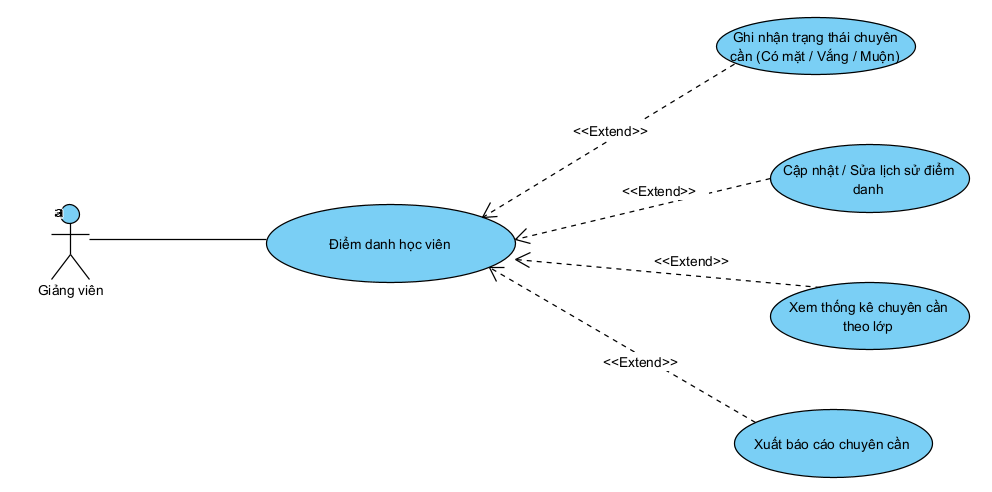 Ghi nhận trạng thái chuyên
cần (Có mặt / Vắng / Muộn)
<<Extend>>
Cập nhật / Sửa lịch sử điểm
danh
<<Extend>>
a
Điểm danh học viên
<<Extend>>
Giảng viên
Xem thống kê chuyên cần
theo lớp
<<Extend>>
Xuất báo cáo chuyên cần